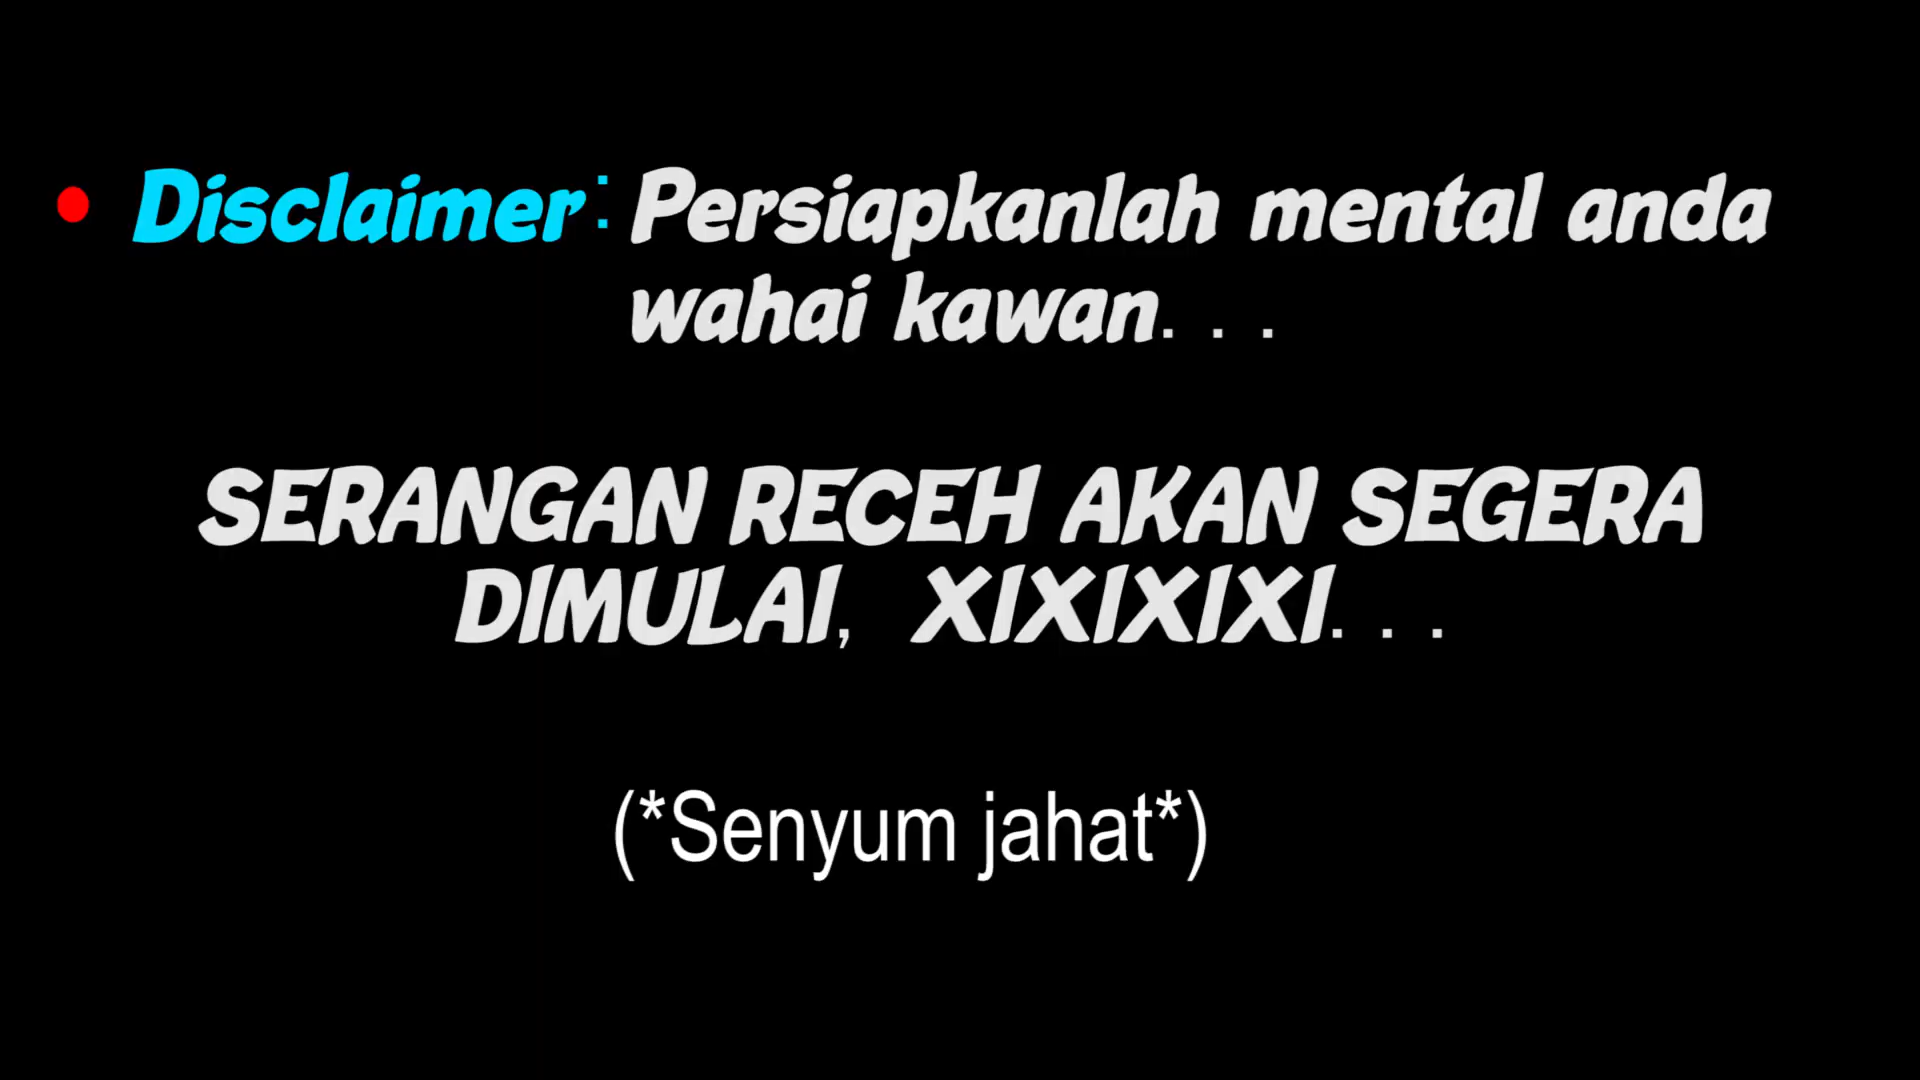 • Disclaimer: Persiapkanlah mental anda
wahai kawan. . .
SERANGAN RECEH AKAN SEGERA
DIMULAI, XIXIXIXI. . .
(*Senyum jahat*)